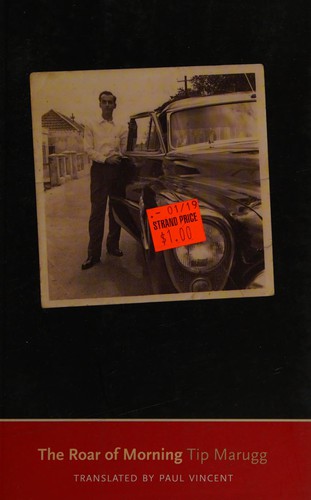 - 01/19
STRAND PRICE
$1.00
The Roar of Morning Tip Marugg
TRANSLATED BY PAUL VINCENT